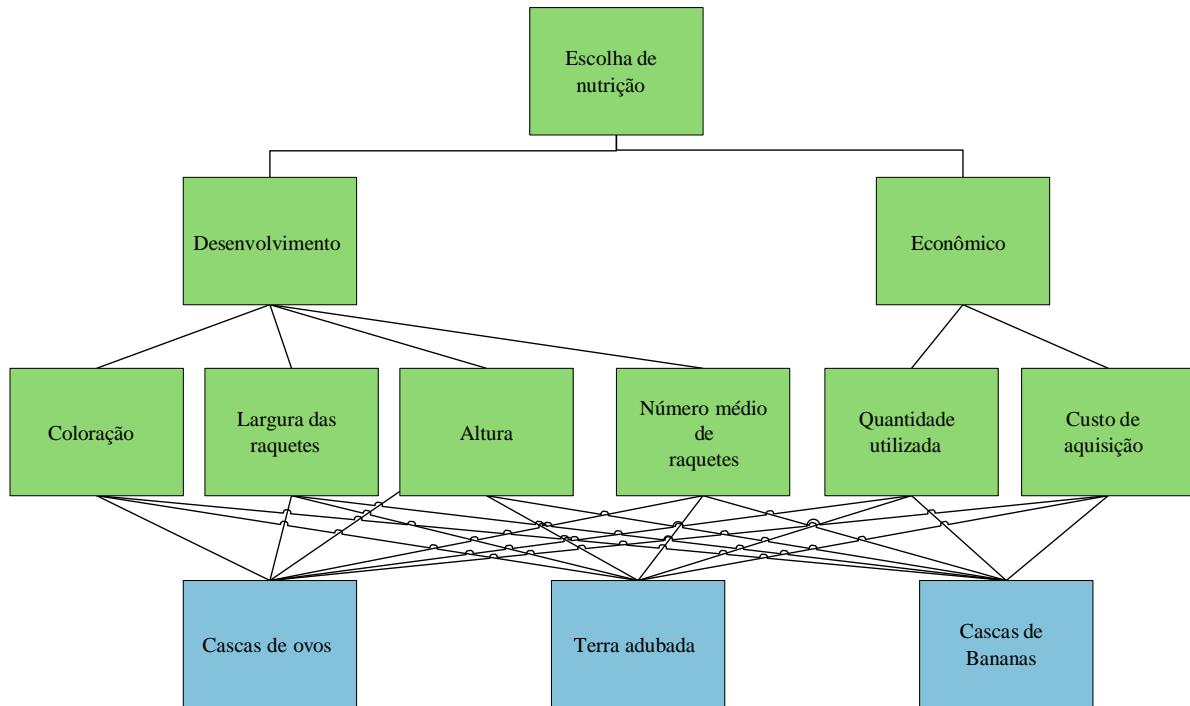 Escolha de
nutrição
Desenvolvimento
Econômico
Coloração
Largura das
raquetes
Altura
Número médio
de
raquetes
Quantidade
utilizada
Custo de
aquisição
Cascas de ovos
Terra adubada
Cascas de
Bananas